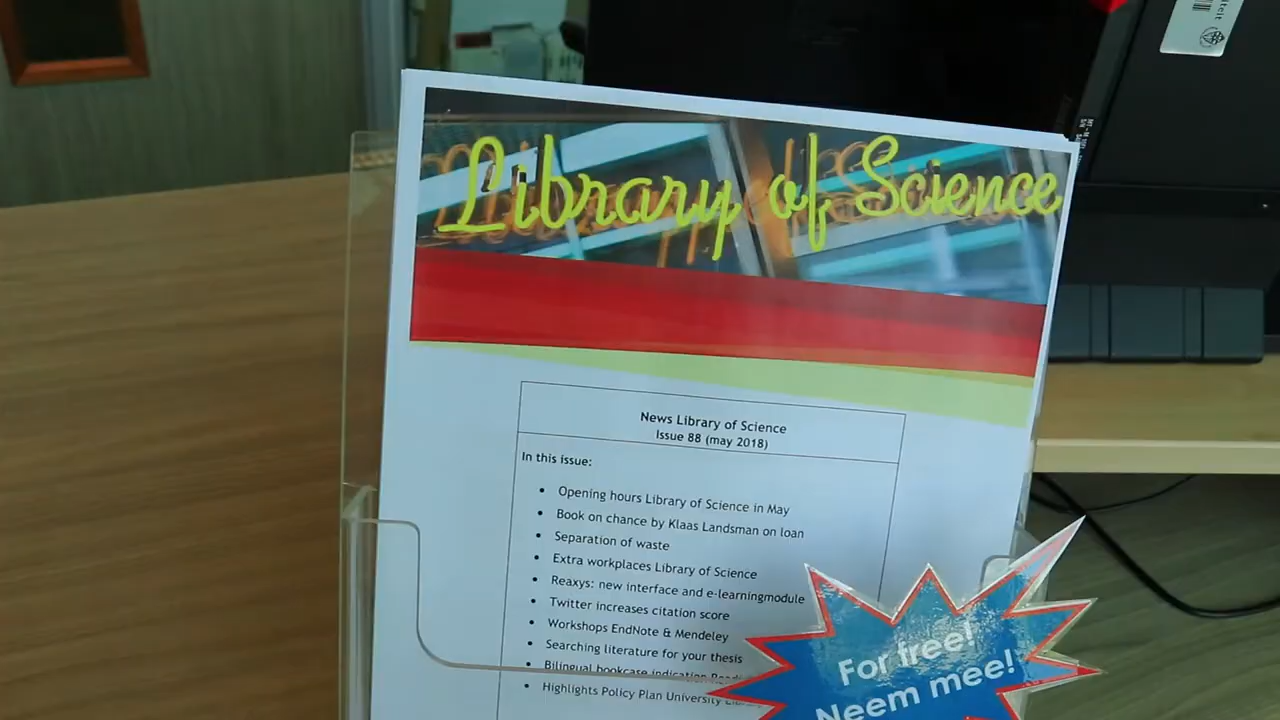 Library of Science
News Library of Science
Issue 88 (may 2018)
In this issue:
• Opening hours Library of Science in May
• Book on chance by Klaas Landsman on loan
• Separation of waste
• Extra workplaces Library of Science
• Reaxys: new interface and e-learningmodule
• Twitter increases citation score
• Workshops EndNote & Mendeley
• Searching literature for your thesis
• Bilingual bookcase indication
• Highlights Policy Plan University
For free!
Neem mee!